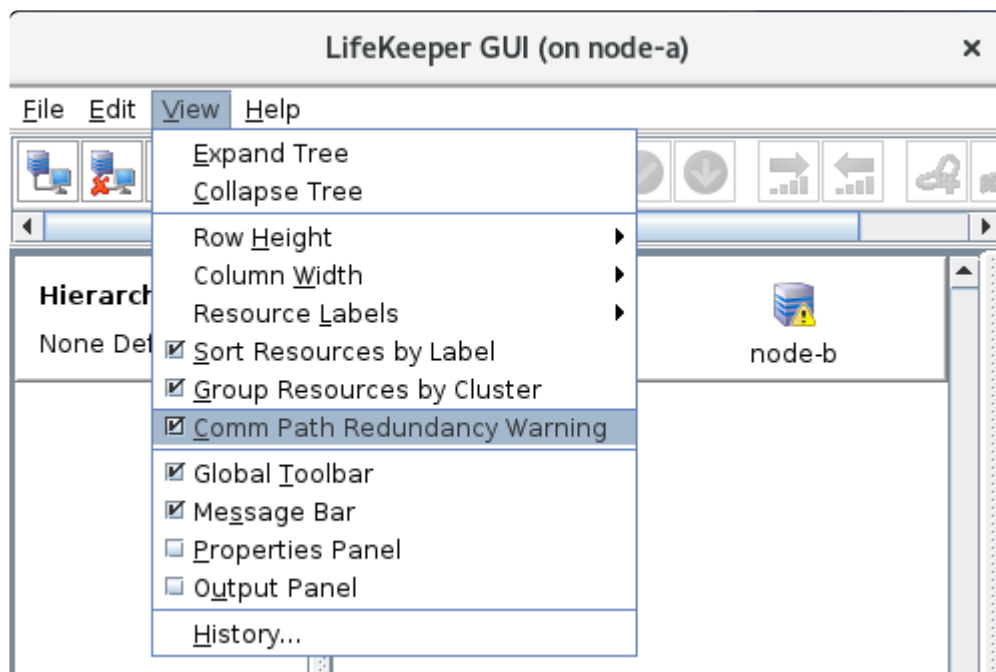 LifeKeeper GUI (on node-a)
File Edit View Help
Expand Tree
Collapse Tree
Row Height
Column Width
Resource Labels
Sort Resources by Label
Group Resources by Cluster
Comm Path Redundancy Warning
Global Toolbar
Message Bar
Properties Panel
Output Panel
History...
None
node-b